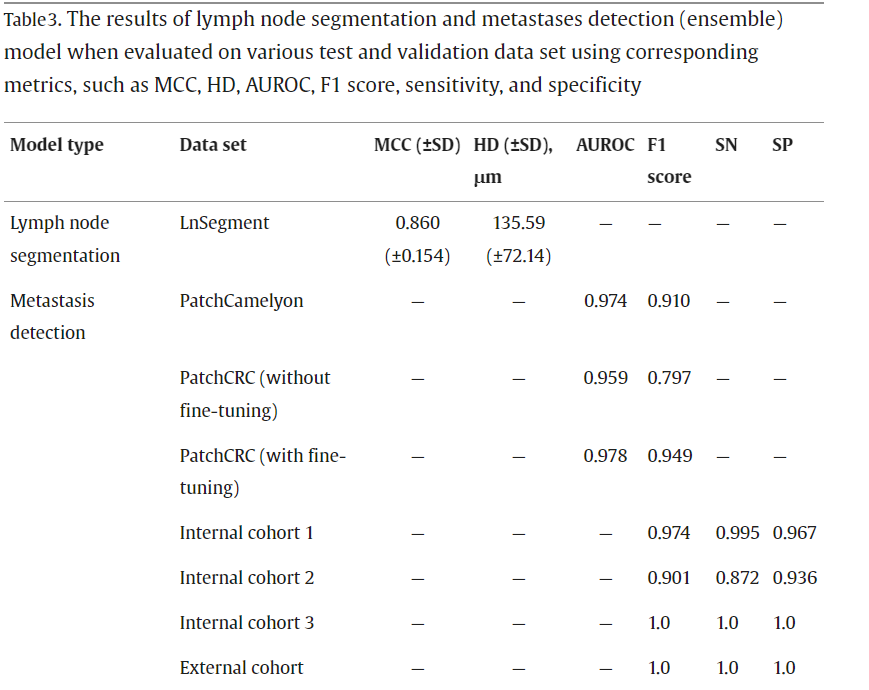 Table 3. The results of lymph node segmentation and metastases detection (ensemble)
model when evaluated on various test and validation data set using corresponding
metrics, such as MCC, HD, AUROC, F1 score, sensitivity, and specificity
Model type Data set MCC (±SD) HD (±SD), AUROC F1 SN SP
μm score
Lymph node LnSegment 0.860 135.59 — — — —
segmentation (±0.154) (±72.14)
Metastasis PatchCamelyon — — 0.974 0.910 — —
detection
PatchCRC (without — — 0.959 0.797 — —
fine-tuning)
PatchCRC (with fine- — — 0.978 0.949 — —
tuning)
Internal cohort 1 — — — 0.974 0.995 0.967
Internal cohort 2 — — — 0.901 0.872 0.936
Internal cohort 3 — — — 1.0 1.0 1.0
External cohort — — — 1.0 1.0 1.0